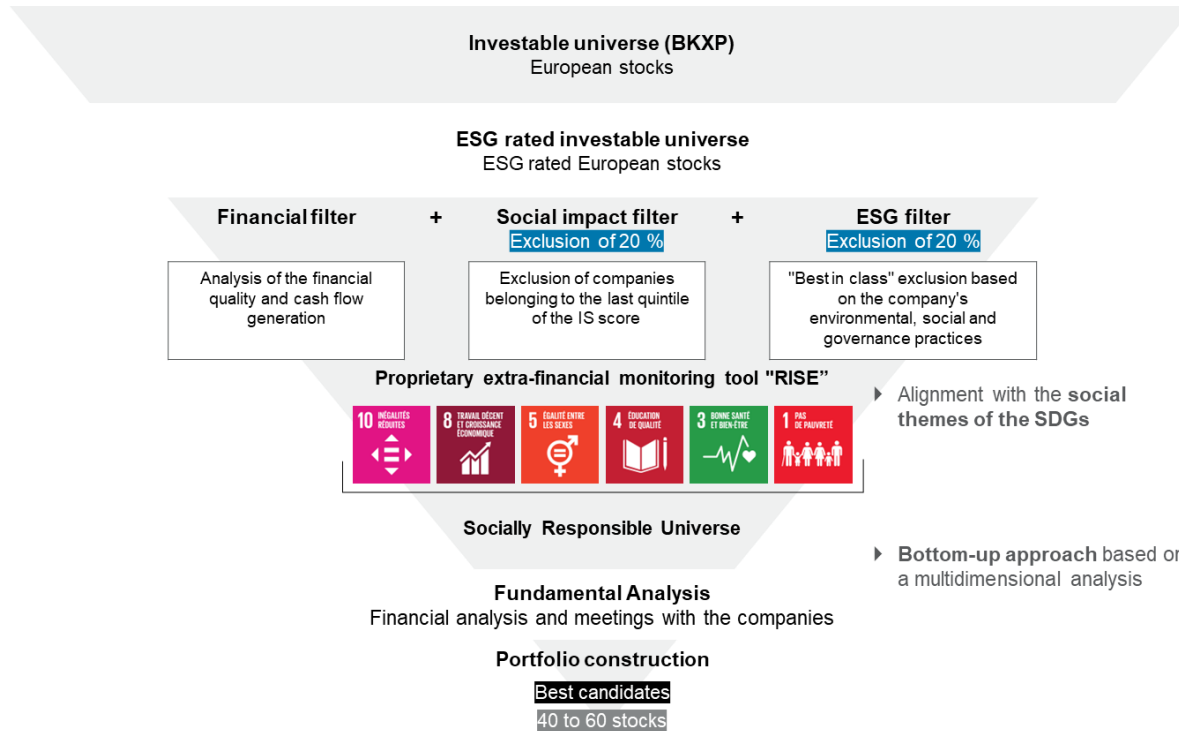 Investable universe (BKXP)
European stocks
ESG rated investable universe
ESG rated European stocks
Financial filter + Social impact filter + ESG filter
Exclusion of 20 %
Exclusion of 20 %
Analysis of the financial
quality and cash flow
generation
Exclusion of companies
belonging to the last quintile
of the IS score
"Best in class" exclusion based
on the company's
environmental, social and
governance practices
Proprietary extra-financial monitoring tool "RISE”
Alignment with the social
themes of the SDGs
10 INÉGALITÉS
RÉDUITES
8 TRAVAIL DÉCENT
ET CROISSANCE
ÉCONOMIQUE
5 ÉGALITÉ ENTRE
LES SEXES
4 ÉDUCATION
DE QUALITÉ
3 BONNE SANTÉ
ET BIEN-ÊTRE
1 PAS
DE PAUVRETÉ
Socially Responsible Universe
Bottom-up approach based
a multidimensional analysis
Fundamental Analysis
Financial analysis and meetings with the companies
Portfolio construction
Best candidates
40 to 60 stocks